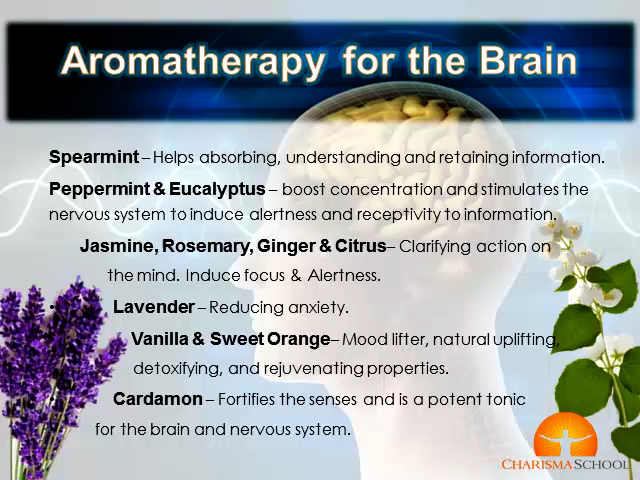 Aromatherapy for the Brain
Spearmint – Helps absorbing, understanding and retaining information.
Peppermint & Eucalyptus – boost concentration and stimulates the
nervous system to induce alertness and receptivity to information.
Jasmine, Rosemary, Ginger & Citrus– Clarifying action on
the mind. Induce focus & Alertness.
• Lavender – Reducing anxiety.
Vanilla & Sweet Orange– Mood lifter, natural uplifting,
detoxifying, and rejuvenating properties.
• Cardamon – Fortifies the senses and is a potent tonic
for the brain and nervous system.
CHARISMA SCHOOL